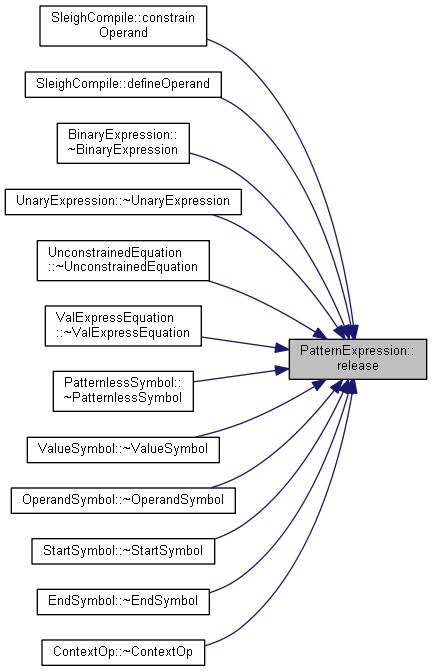 SleighCompile::constrain
Operand
SleighCompile::defineOperand
BinaryExpression::
~BinaryExpression
UnaryExpression::~UnaryExpression
UnconstrainedEquation
::~UnconstrainedEquation
ValExpressEquation
::~ValExpressEquation
PatternExpression::
release
PatternlessSymbol::
~PatternlessSymbol
ValueSymbol::~ValueSymbol
OperandSymbol::~OperandSymbol
StartSymbol::~StartSymbol
EndSymbol::~EndSymbol
ContextOp::~ContextOp